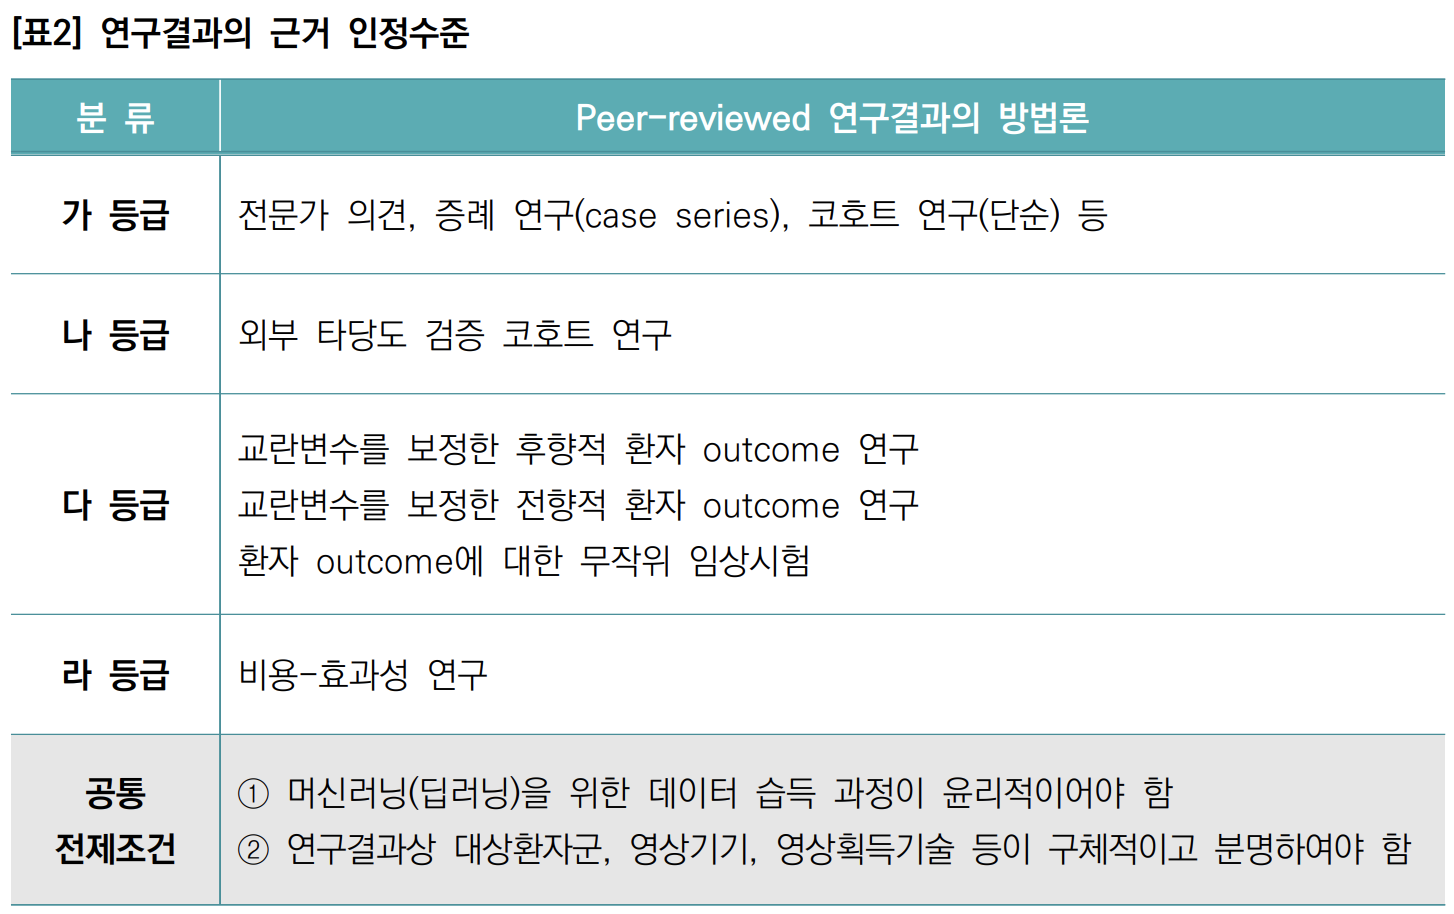 [표2] 연구결과의 근거 인정수준
분 류
Peer-reviewed 연구결과의 방법론
가 등급
전문가 의견, 증례 연구(case series), 코호트 연구(단순) 등
나 등급
외부 타당도 검증 코호트 연구
다 등급
교란변수를 보정한 후향적 환자 outcome 연구
교란변수를 보정한 전향적 환자 outcome 연구
환자 outcome에 대한 무작위 임상시험
라 등급
비용-효과성 연구
공통
전제조건
① 머신러닝(딥러닝)을 위한 데이터 습득 과정이 윤리적이어야 함
② 연구결과상 대상환자군, 영상기기, 영상획득기술 등이 구체적이고 분명하여야 함